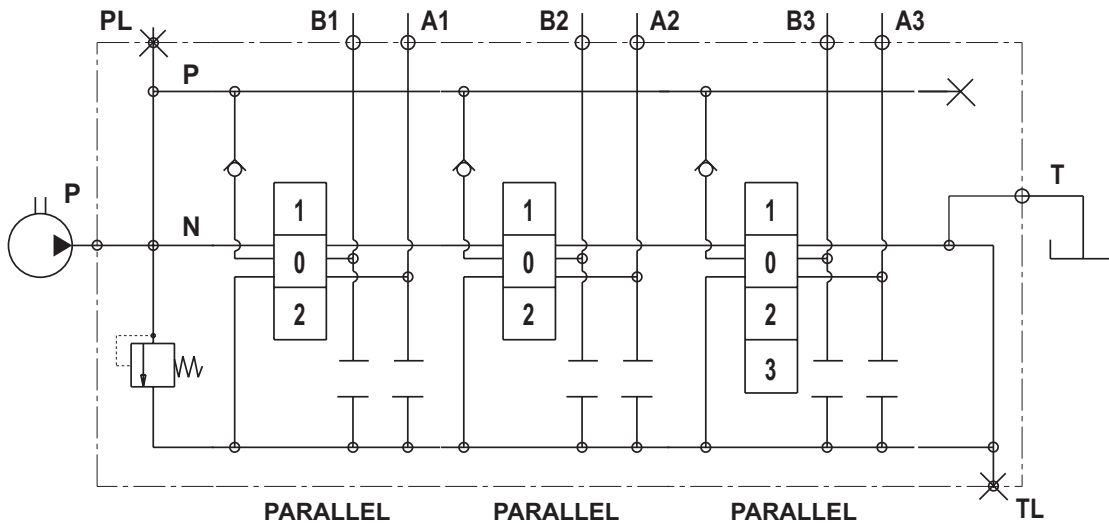 PL B1 A1 B2 A2 B3 A3
P
P T
N
1 1 1
0 0 0
2 2 2
3
PARALLEL PARALLEL PARALLEL TL